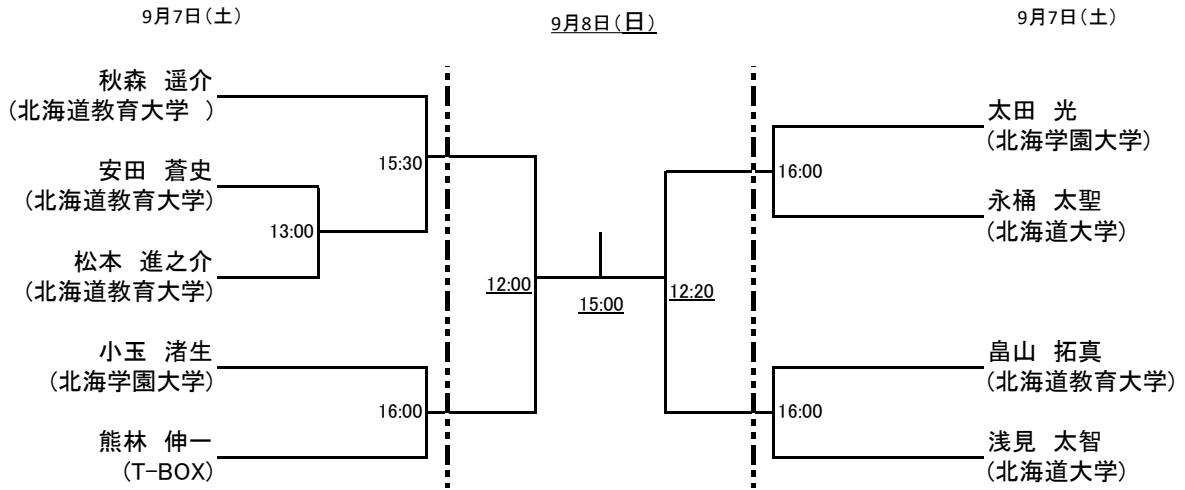 9月7日(土)
9月8日(日)
9月7日(土)
秋森 遥介
(北海道教育大学 )
安田 蒼史
(北海道教育大学)
松本 進之介
(北海道教育大学)
小玉 渚生
(北海学園大学)
熊林 伸一
(T-BOX)
15:30
13:00
16:00
12:00
15:00
12:20
16:00
16:00
太田 光
(北海学園大学)
永桶 太聖
(北海道大学)
畠山 拓真
(北海道教育大学)
浅見 太智
(北海道大学)